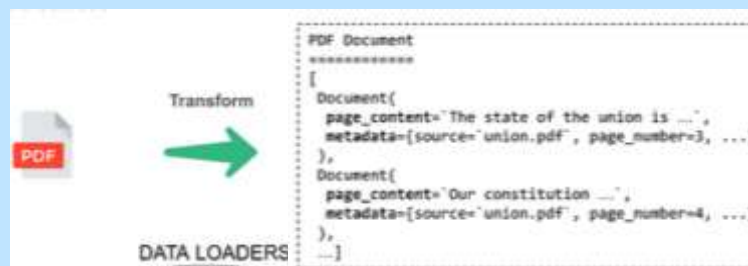 PDF Document
============
[
Document(
page_content=`The state of the union is ...`,
metadata=[source=`union.pdf`, page_number=3, ...
),
Document(
page_content=`Our constitution ...`,
metadata=[source=`union.pdf`, page_number=4, ...
),
...]
Transform
PDF
DATA LOADERS